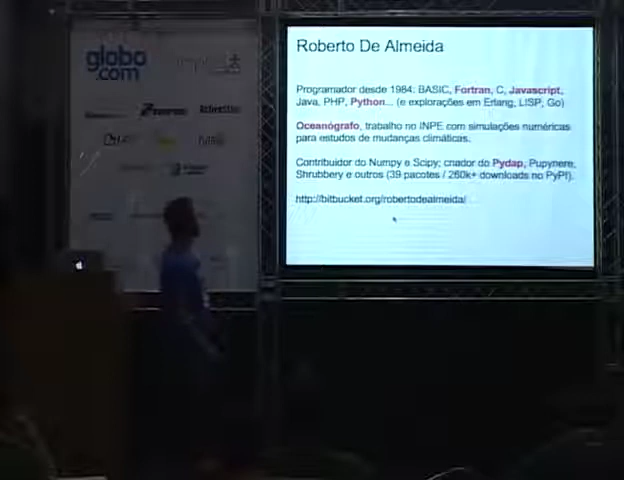 globo
.com
Roberto De Almeida
Programador desde 1984: BASIC, Fortran, C, Javascript,
Java, PHP, Python... (e explorações em Erlang, LISP, Go)
Oceanógrafo, trabalho no INPE com simulações numéricas
para estudos de mudanças climáticas.
Contribuidor do Numpy e Scipy; criador do Pydap, Pupynere,
Shrubbery e outros (39 pacotes / 260k+ downloads no PyPI).
http://bitbucket.org/robertodealmeida/